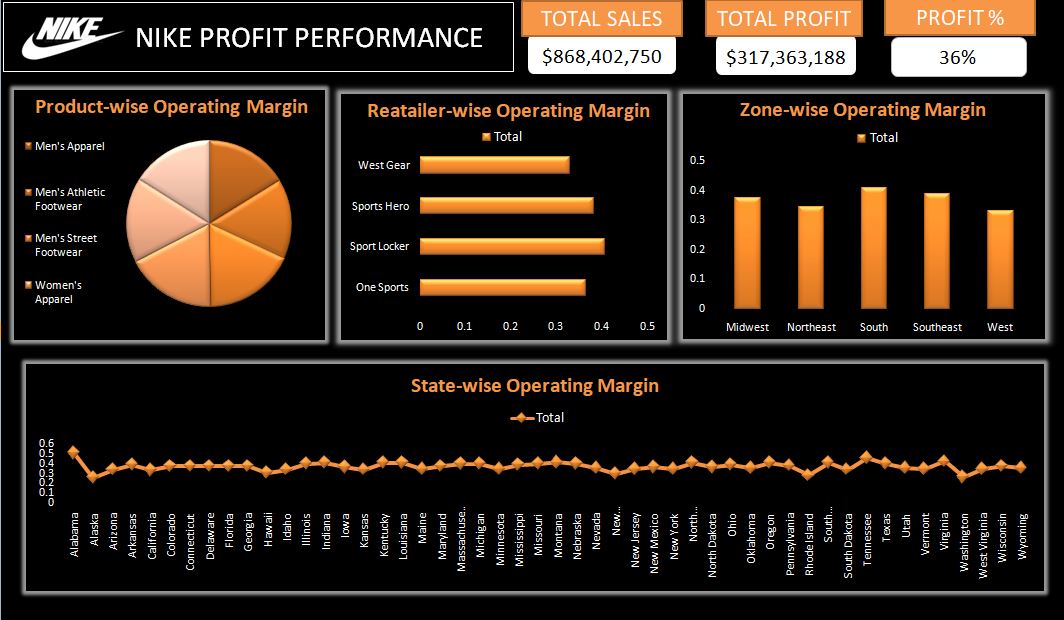 NIKE
NIKE PROFIT PERFORMANCE
TOTAL SALES
$868,402,750
TOTAL PROFIT
$317,363,188
PROFIT %
36%
Product-wise Operating Margin
Men's Apparel
Men's Athletic
Footwear
Men's Street
Footwear
Women's
Apparel
Reatailer-wise Operating Margin
Total
West Gear
Sports Hero
Sport Locker
One Sports
0 0.1 0.2 0.3 0.4 0.5
Zone-wise Operating Margin
Total
0.5
0.4
0.3
0.2
0.1
0
Midwest Northeast South Southeast West
State-wise Operating Margin
Total
0.6
0.5
0.4
0.3
0.2
0.1
0
Alabama
Alaska
Arizona
Arkansas
California
Colorado
Connecticut
Delaware
Florida
Georgia
Hawaii
Idaho
Illinois
Indiana
Iowa
Kansas
Kentucky
Louisiana
Maine
Maryland
Massachuse...
Michigan
Minnesota
Mississippi
Missouri
Montana
Nebraska
Nevada
New...
New Jersey
New Mexico
New York
North...
North Dakota
Ohio
Oklahoma
Oregon
Pennsylvania
Rhode Island
South...
South Dakota
Tennessee
Texas
Utah
Vermont
Virginia
Washington
West Virginia
Wisconsin
Wyoming